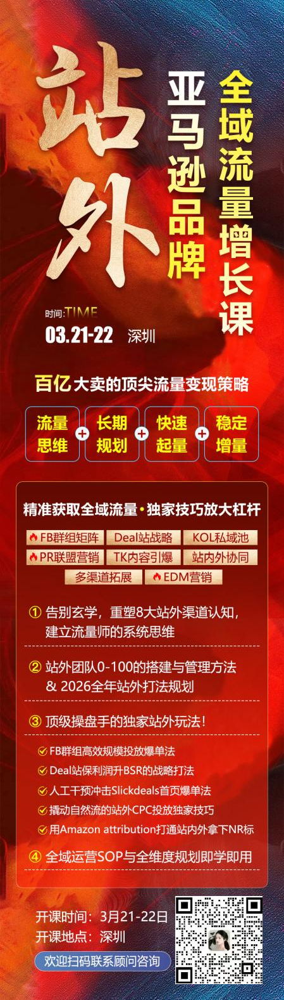 站外
亚马逊品牌
全域流量增长课
时间:TIME
03.21-22 深圳
百亿大卖的顶尖流量变现策略
流量思维 + 长期规划 + 快速起量 + 稳定增量
精准获取全域流量·独家技巧放大杠杆
FB群组矩阵 Deal站战略 KOL私域池
PR联盟营销 TK内容引爆 站内外协同
多渠道拓展 EDM营销
① 告别玄学，重塑8大站外渠道认知，
建立流量师的系统思维
② 站外团队0-100的搭建与管理方法
& 2026全年站外打法规划
③ 顶级操盘手的独家站外玩法！
FB群组高效规模投放爆单法
Deal站保利润升BSR的战略打法
人工干预冲击Slickdeals首页爆单法
撬动自然流的站外CPC投放独家技巧
用Amazon attribution打通站内外拿下NR标
④ 全域运营SOP与全维度规划即学即用
开课时间：3月21-22日
开课地点：深圳
欢迎扫码联系顾问咨询